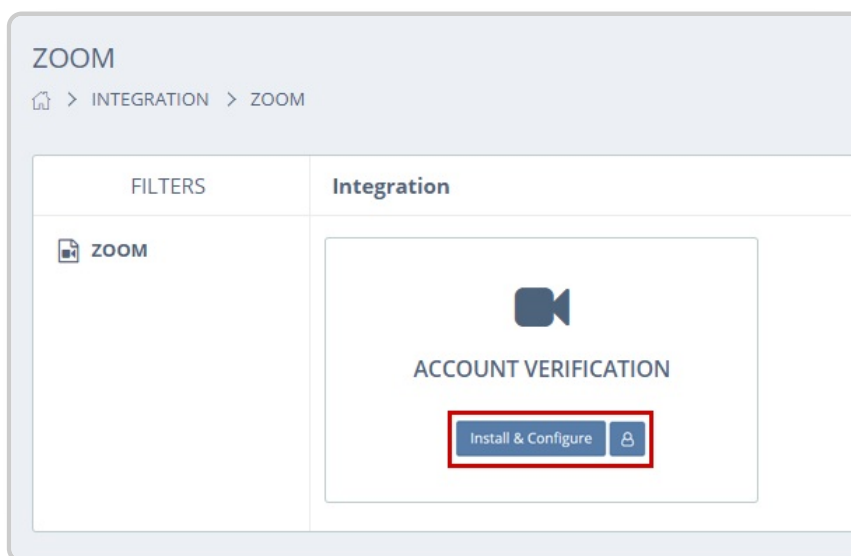 ZOOM
> INTEGRATION > ZOOM
FILTERS
Integration
ZOOM
ACCOUNT VERIFICATION
Install & Configure